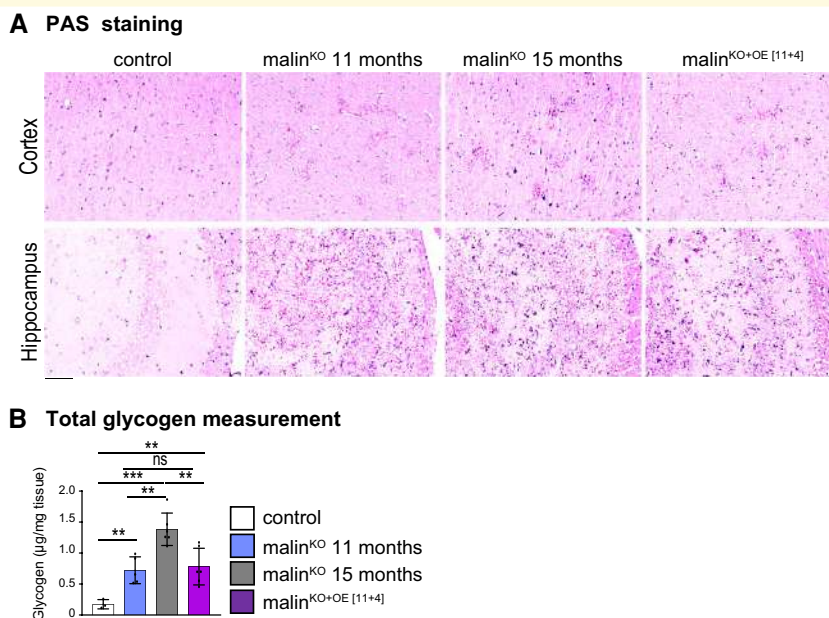 A PAS staining
control malinKO 11 months malinKO 15 months malinKO+OE [11+4]
Cortex
Hippocampus
B Total glycogen measurement
**
ns
*** **
**
**
Glycogen (µg/mg tissue)
2.0
1.5
1.0
0.5
0
control
malinKO 11 months
malinKO 15 months
malinKO+OE [11+4]